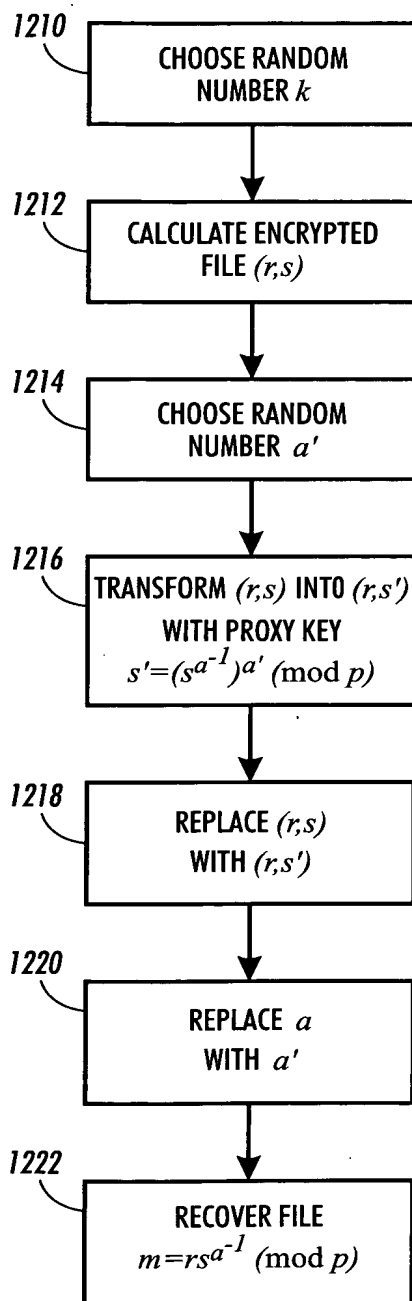 1210
CHOOSE RANDOM
NUMBER k
1212
CALCULATE ENCRYPTED
FILE (r,s)
1214
CHOOSE RANDOM
NUMBER a'
1216
TRANSFORM (r,s) INTO (r,s')
WITH PROXY KEY
s'=(s^{a^{-1}})^{a'} (mod p)
1218
REPLACE (r,s)
WITH (r,s')
1220
REPLACE a
WITH a'
1222
RECOVER FILE
m=rs^{a^{-1}} (mod p)